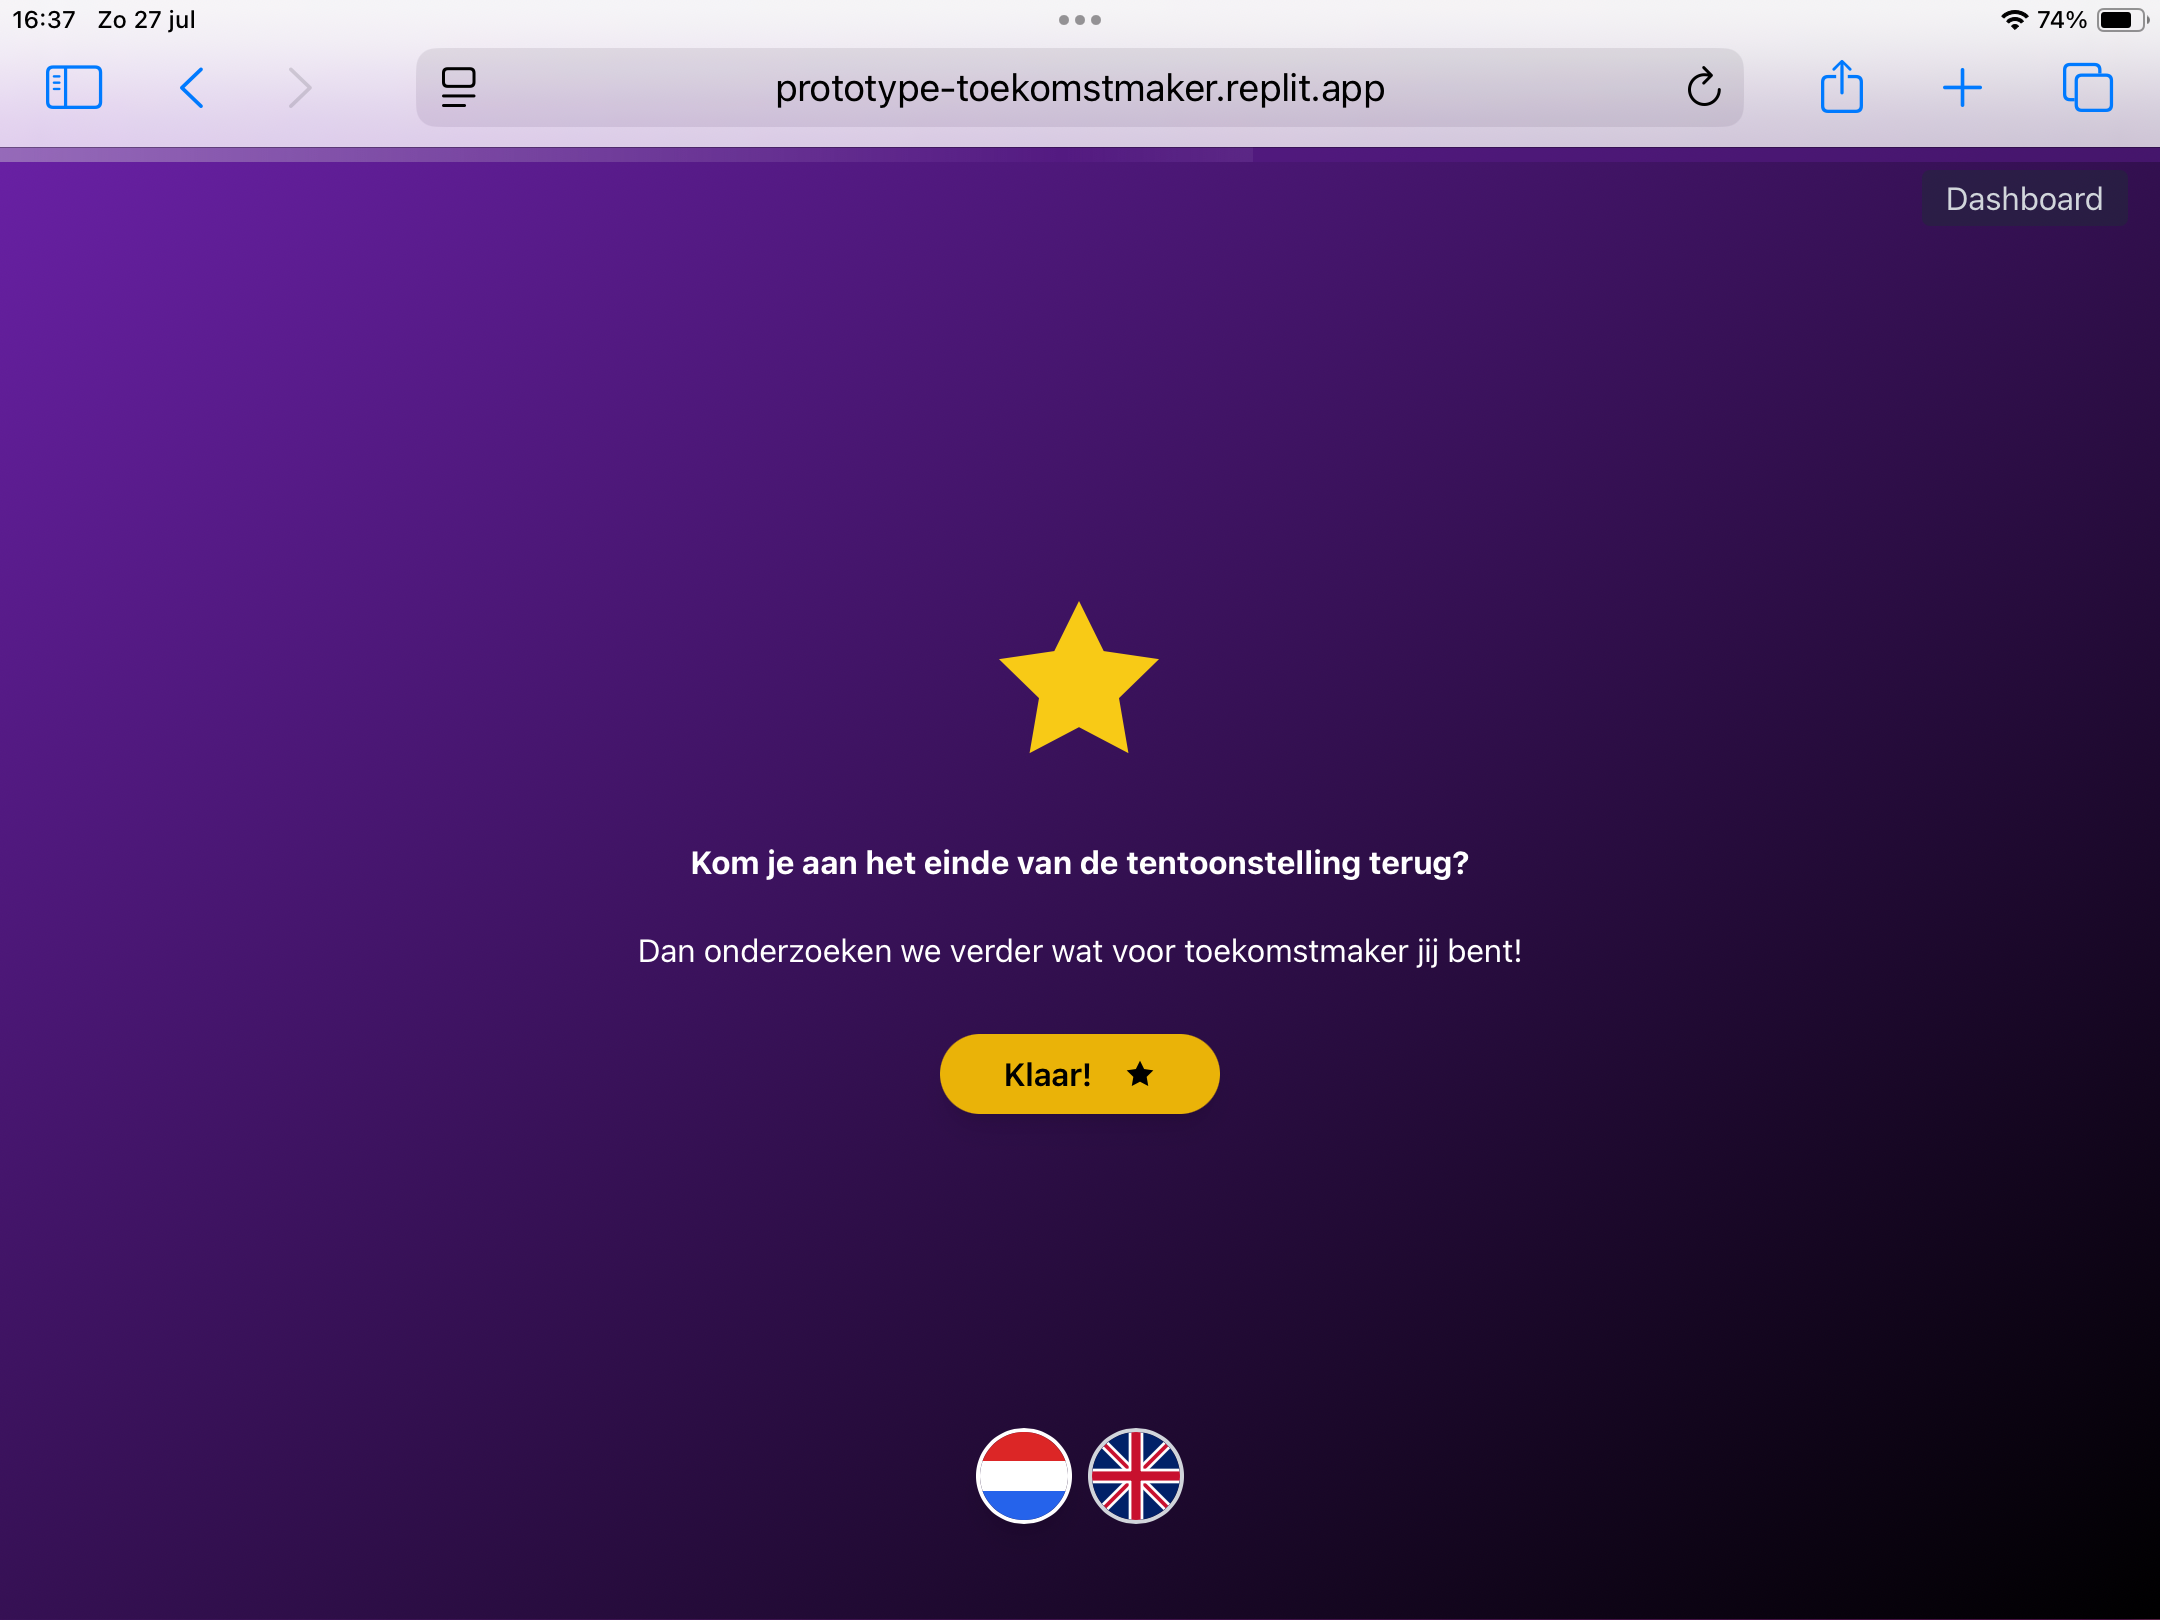 16:37 Zo 27 jul
74%
prototype-toekomstmaker.replit.app
Dashboard
Kom je aan het einde van de tentoonstelling terug?
Dan onderzoeken we verder wat voor toekomstmaker jij bent!
Klaar!